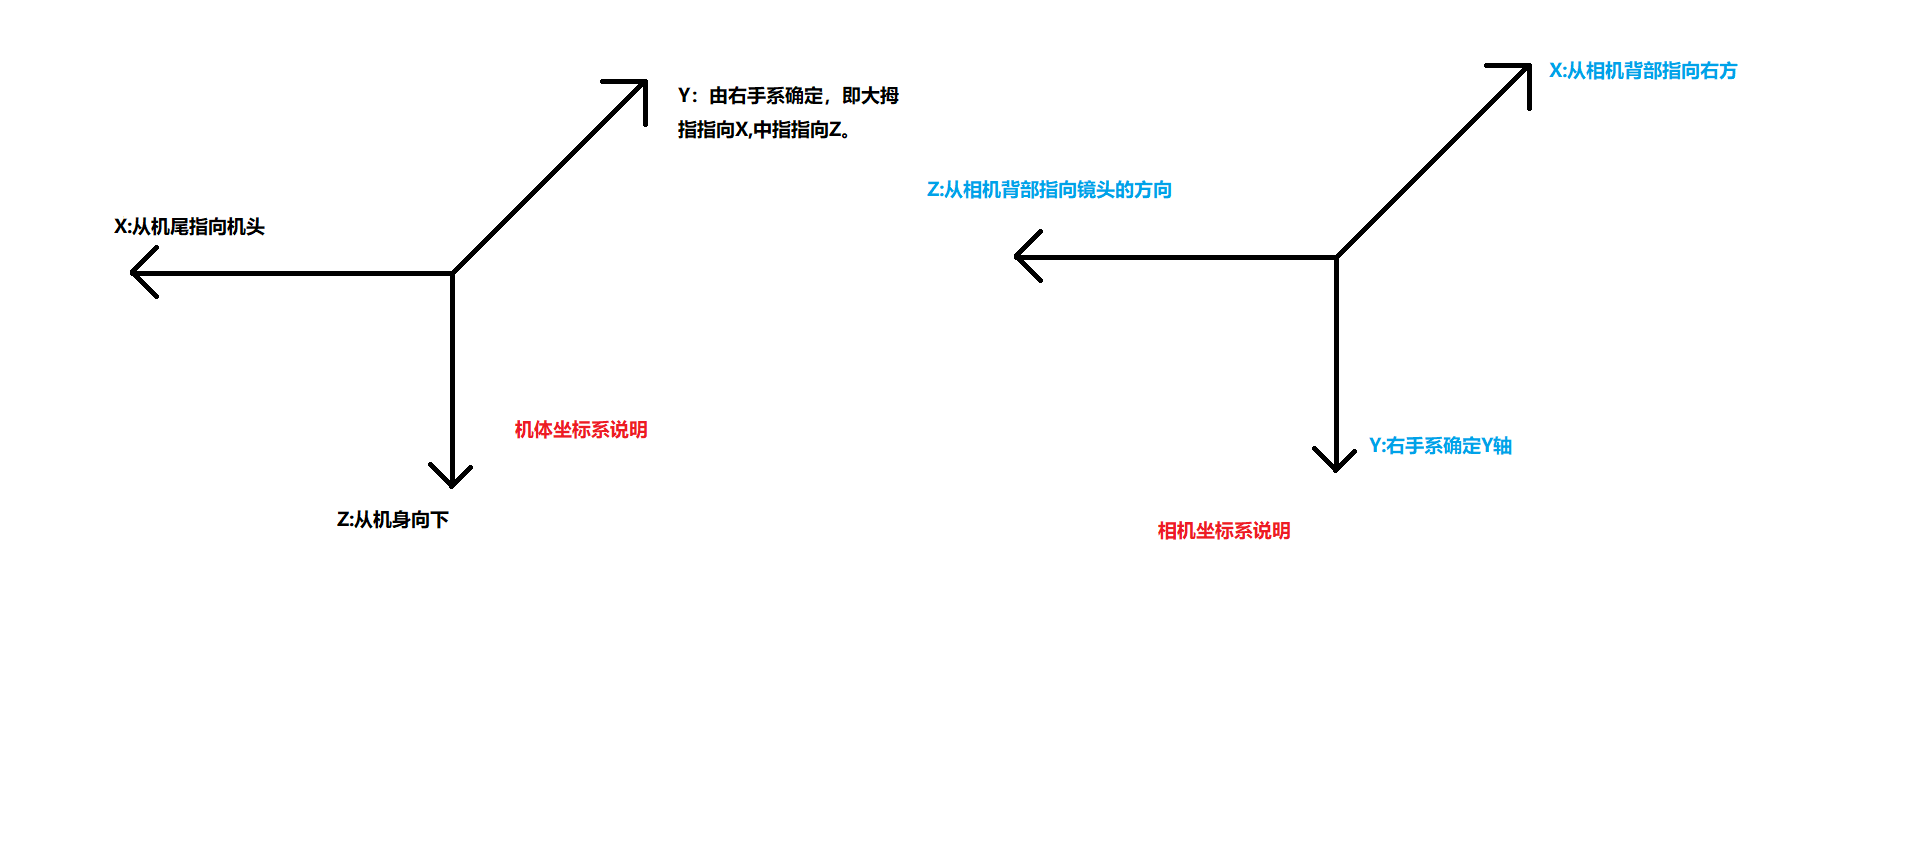 Y：由右手系确定，即大拇
指指向X,中指指向Z。
X:从机尾指向机头
机体坐标系说明
Z:从机身向下
X:从相机背部指向右方
Z:从相机背部指向镜头的方向
Y:右手系确定Y轴
相机坐标系说明